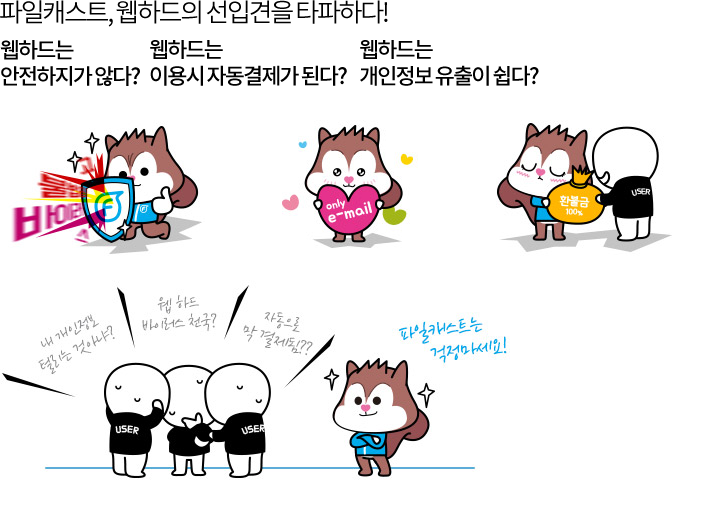 파일캐스트, 웹하드의 선입견을 타파하다!
웹하드는
안전하지가 않다?
웹하드는
이용시 자동결제가 된다?
웹하드는
개인정보 유출이 쉽다?
바이러
F
only
e-mail
환불금
100%
USER
내 개인정보
털리는 것 아냐?
웹 하드
바이러스 천국?
자동으로
막 결제됨!??
파일캐스트는
걱정마세요!
USER
USER